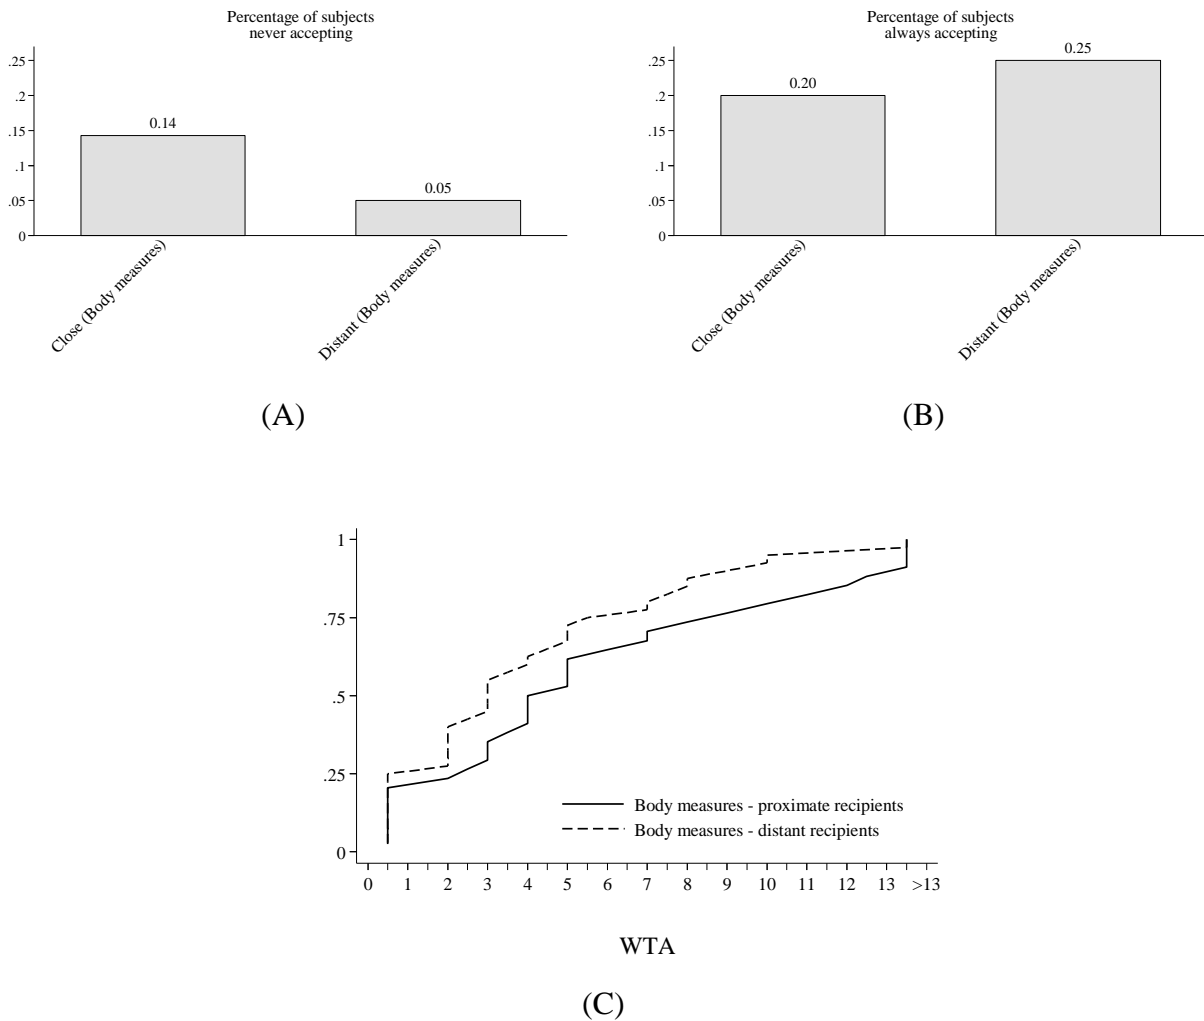 Percentage of subjects
never accepting
.25
.2
.15
.1
.05
0
0.14
0.05
Close (Body measures)
Distant (Body measures)
(A)
Percentage of subjects
always accepting
.25
.2
.15
.1
.05
0
0.20
0.25
Close (Body measures)
Distant (Body measures)
(B)
1
.75
.5
.25
0
Body measures - proximate recipients
Body measures - distant recipients
0 1 2 3 4 5 6 7 8 9 10 11 12 13 >13
WTA
(C)